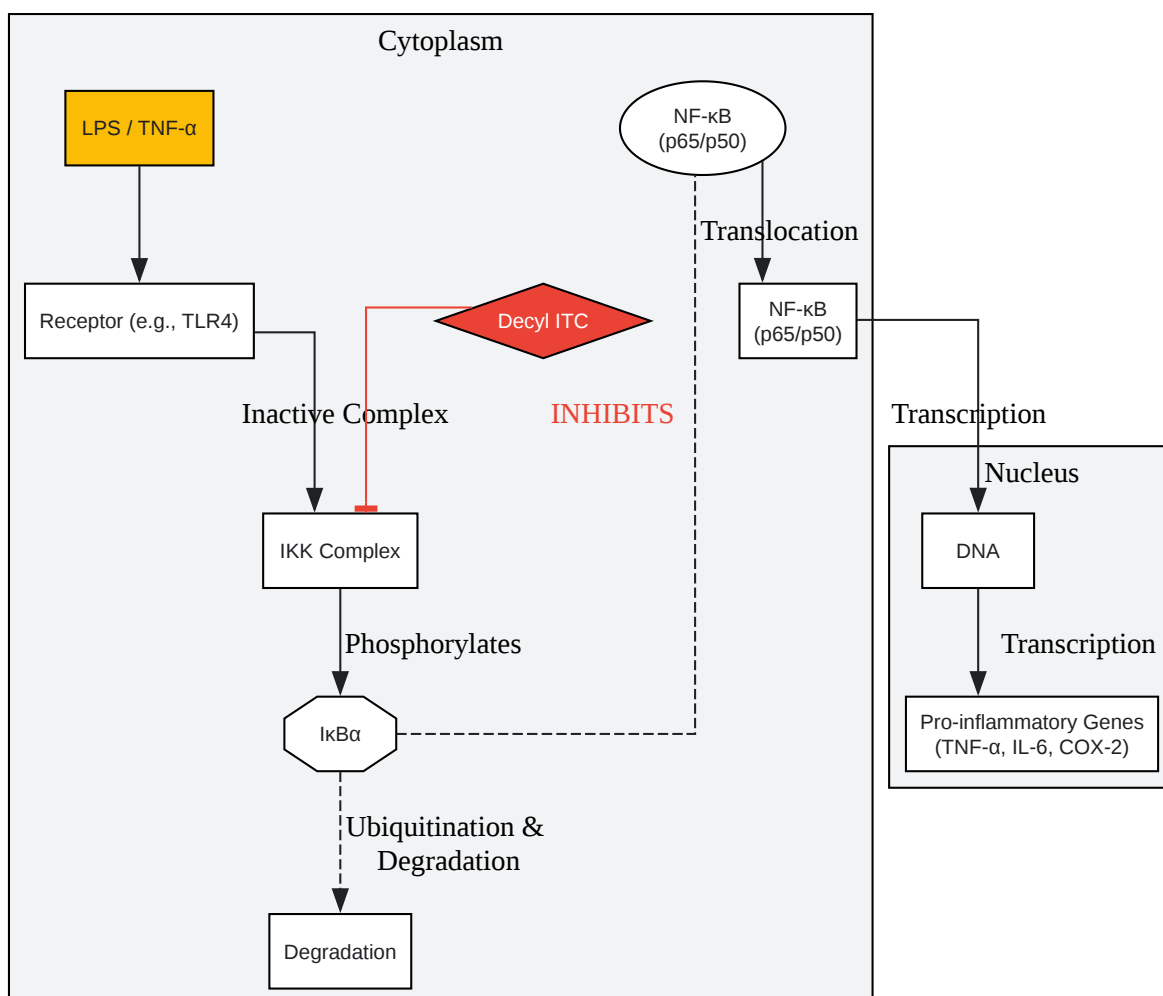 Cytoplasm
LPS / TNF-α
NF-κB
(p65/p50)
Translocation
Receptor (e.g., TLR4)
Decyl ITC
NF-κB
(p65/p50)
Inactive Complex
INHIBITS
Transcription
Nucleus
IKK Complex
DNA
Phosphorylates
Transcription
IκBα
Pro-inflammatory Genes
(TNF-α, IL-6, COX-2)
Ubiquitination &
Degradation
Degradation